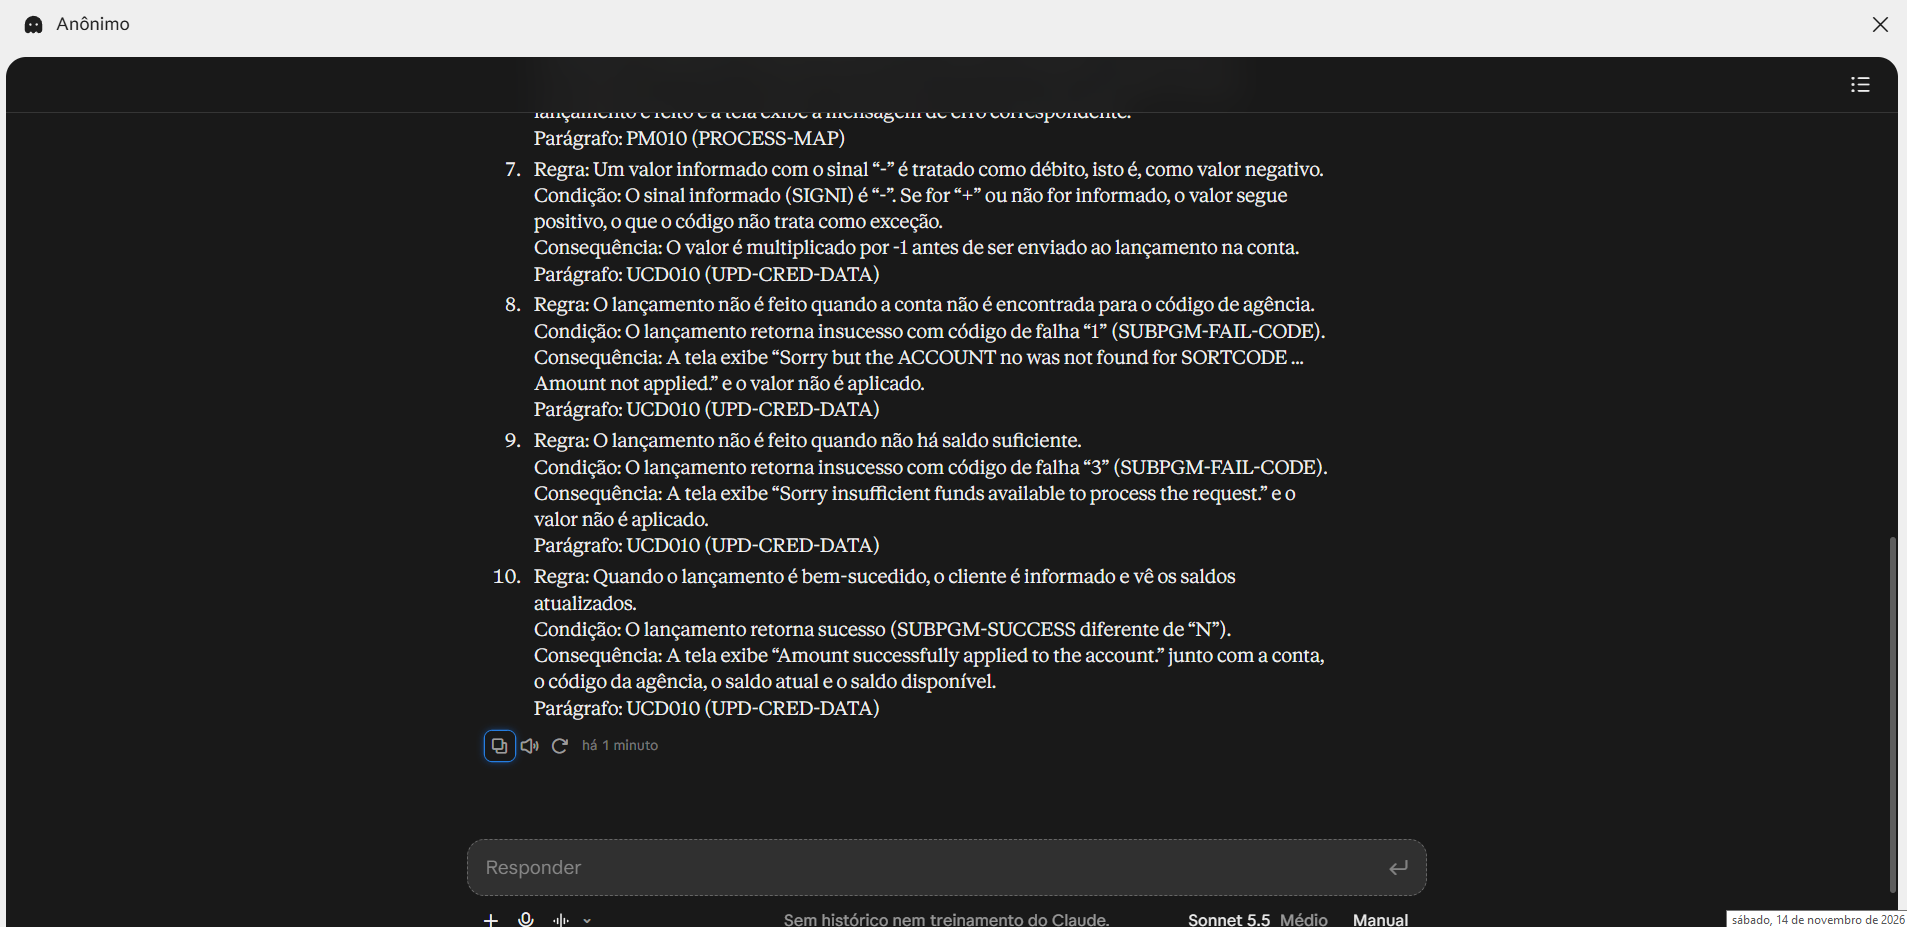 Anônimo
lançamento é feito e a tela exibe a mensagem de erro correspondente.
Parágrafo: PM010 (PROCESS-MAP)
7. Regra: Um valor informado com o sinal “-” é tratado como débito, isto é, como valor negativo.
Condição: O sinal informado (SIGNI) é “-”. Se for “+” ou não for informado, o valor segue
positivo, o que o código não trata como exceção.
Consequência: O valor é multiplicado por -1 antes de ser enviado ao lançamento na conta.
Parágrafo: UCD010 (UPD-CRED-DATA)
8. Regra: O lançamento não é feito quando a conta não é encontrada para o código de agência.
Condição: O lançamento retorna insucesso com código de falha “1” (SUBPGM-FAIL-CODE).
Consequência: A tela exibe “Sorry but the ACCOUNT no was not found for SORTCODE ...
Amount not applied.” e o valor não é aplicado.
Parágrafo: UCD010 (UPD-CRED-DATA)
9. Regra: O lançamento não é feito quando não há saldo suficiente.
Condição: O lançamento retorna insucesso com código de falha “3” (SUBPGM-FAIL-CODE).
Consequência: A tela exibe “Sorry insufficient funds available to process the request.” e o
valor não é aplicado.
Parágrafo: UCD010 (UPD-CRED-DATA)
10. Regra: Quando o lançamento é bem-sucedido, o cliente é informado e vê os saldos
atualizados.
Condição: O lançamento retorna sucesso (SUBPGM-SUCCESS diferente de “N”).
Consequência: A tela exibe “Amount successfully applied to the account.” junto com a conta,
o código da agência, o saldo atual e o saldo disponível.
Parágrafo: UCD010 (UPD-CRED-DATA)
há 1 minuto
Responder
Sem histórico nem treinamento do Claude. Sonnet 5.5 Médio Manual
sábado, 14 de novembro de 2026